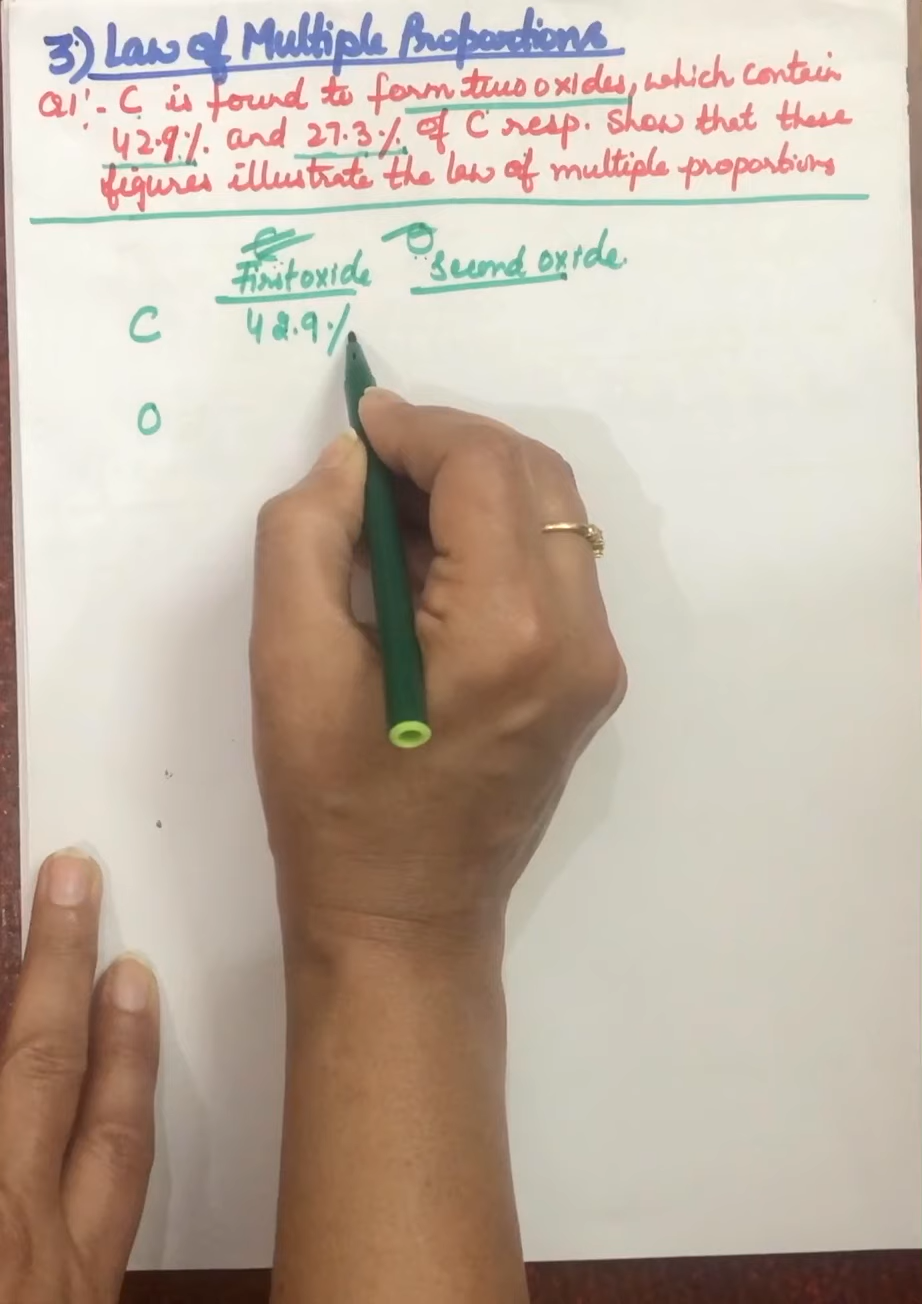 3) Law of Multiple Proportions
Q1:- C is found to form two oxides, which contain
42.9%. and 27.3%. of C resp. Show that these
figures illustrate the law of multiple proportions
First oxide Second oxide.
C 42.9%
O